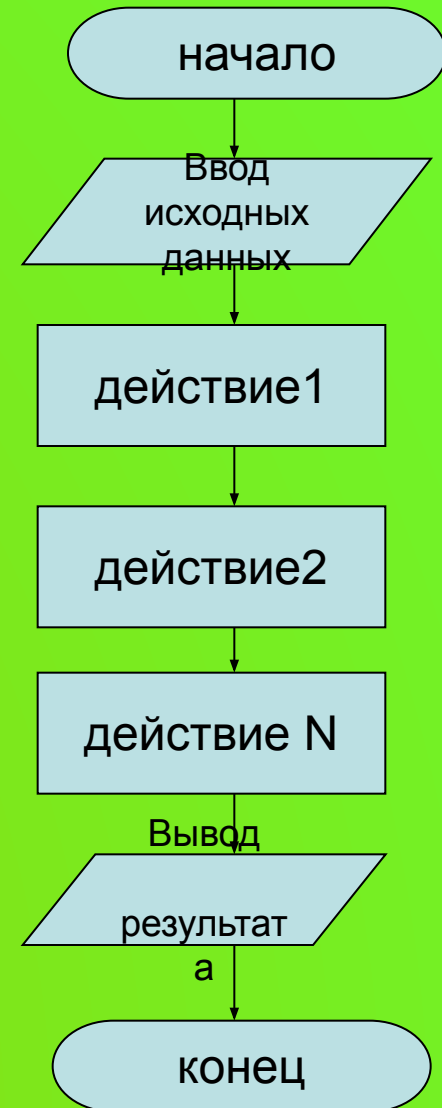 начало
Ввод
исходных
данных
действие1
действие2
действие N
Вывод
результат
а
конец